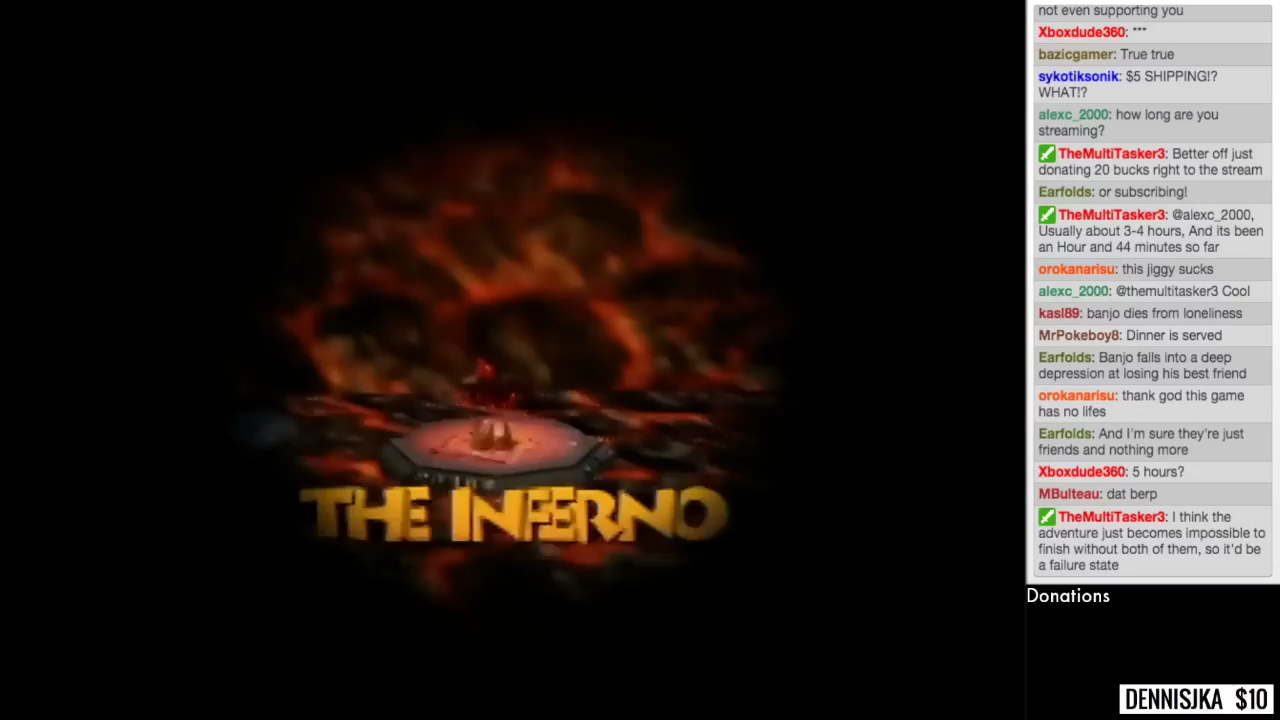 THE INFERNO
not even supporting you
Xboxdude360: ***
bazicgamer: True true
sykotiksonik: $5 SHIPPING!?
WHAT!?
alexc_2000: how long are you
streaming?
TheMultiTasker3: Better off just
donating 20 bucks right to the stream
Earfolds: or subscribing!
TheMultiTasker3: @alexc_2000,
Usually about 3-4 hours, And its been
an Hour and 44 minutes so far
orokanarisu: this jiggy sucks
alexc_2000: @themultitasker3 Cool
kasl89: banjo dies from loneliness
MrPokeboy8: Dinner is served
Earfolds: Banjo falls into a deep
depression at losing his best friend
orokanarisu: thank god this game
has no lifes
Earfolds: And I'm sure they're just
friends and nothing more
Xboxdude360: 5 hours?
MBulteau: dat berp
TheMultiTasker3: I think the
adventure just becomes impossible to
finish without both of them, so it'd be
a failure state
Donations
DENNISJKA $10